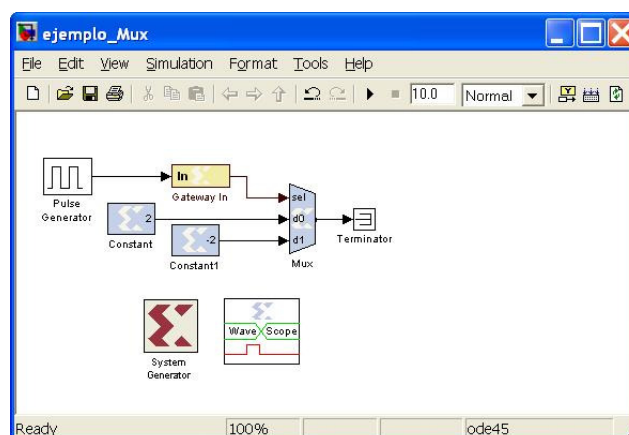 ejemplo_Mux
File Edit View Simulation Format Tools Help
10.0 Normal
Pulse
Generator
In
Gateway In
2
Constant
-2
Constant1
sel
d0
d1
Mux
Terminator
System
Generator
Wave Scope
Ready 100% ode45